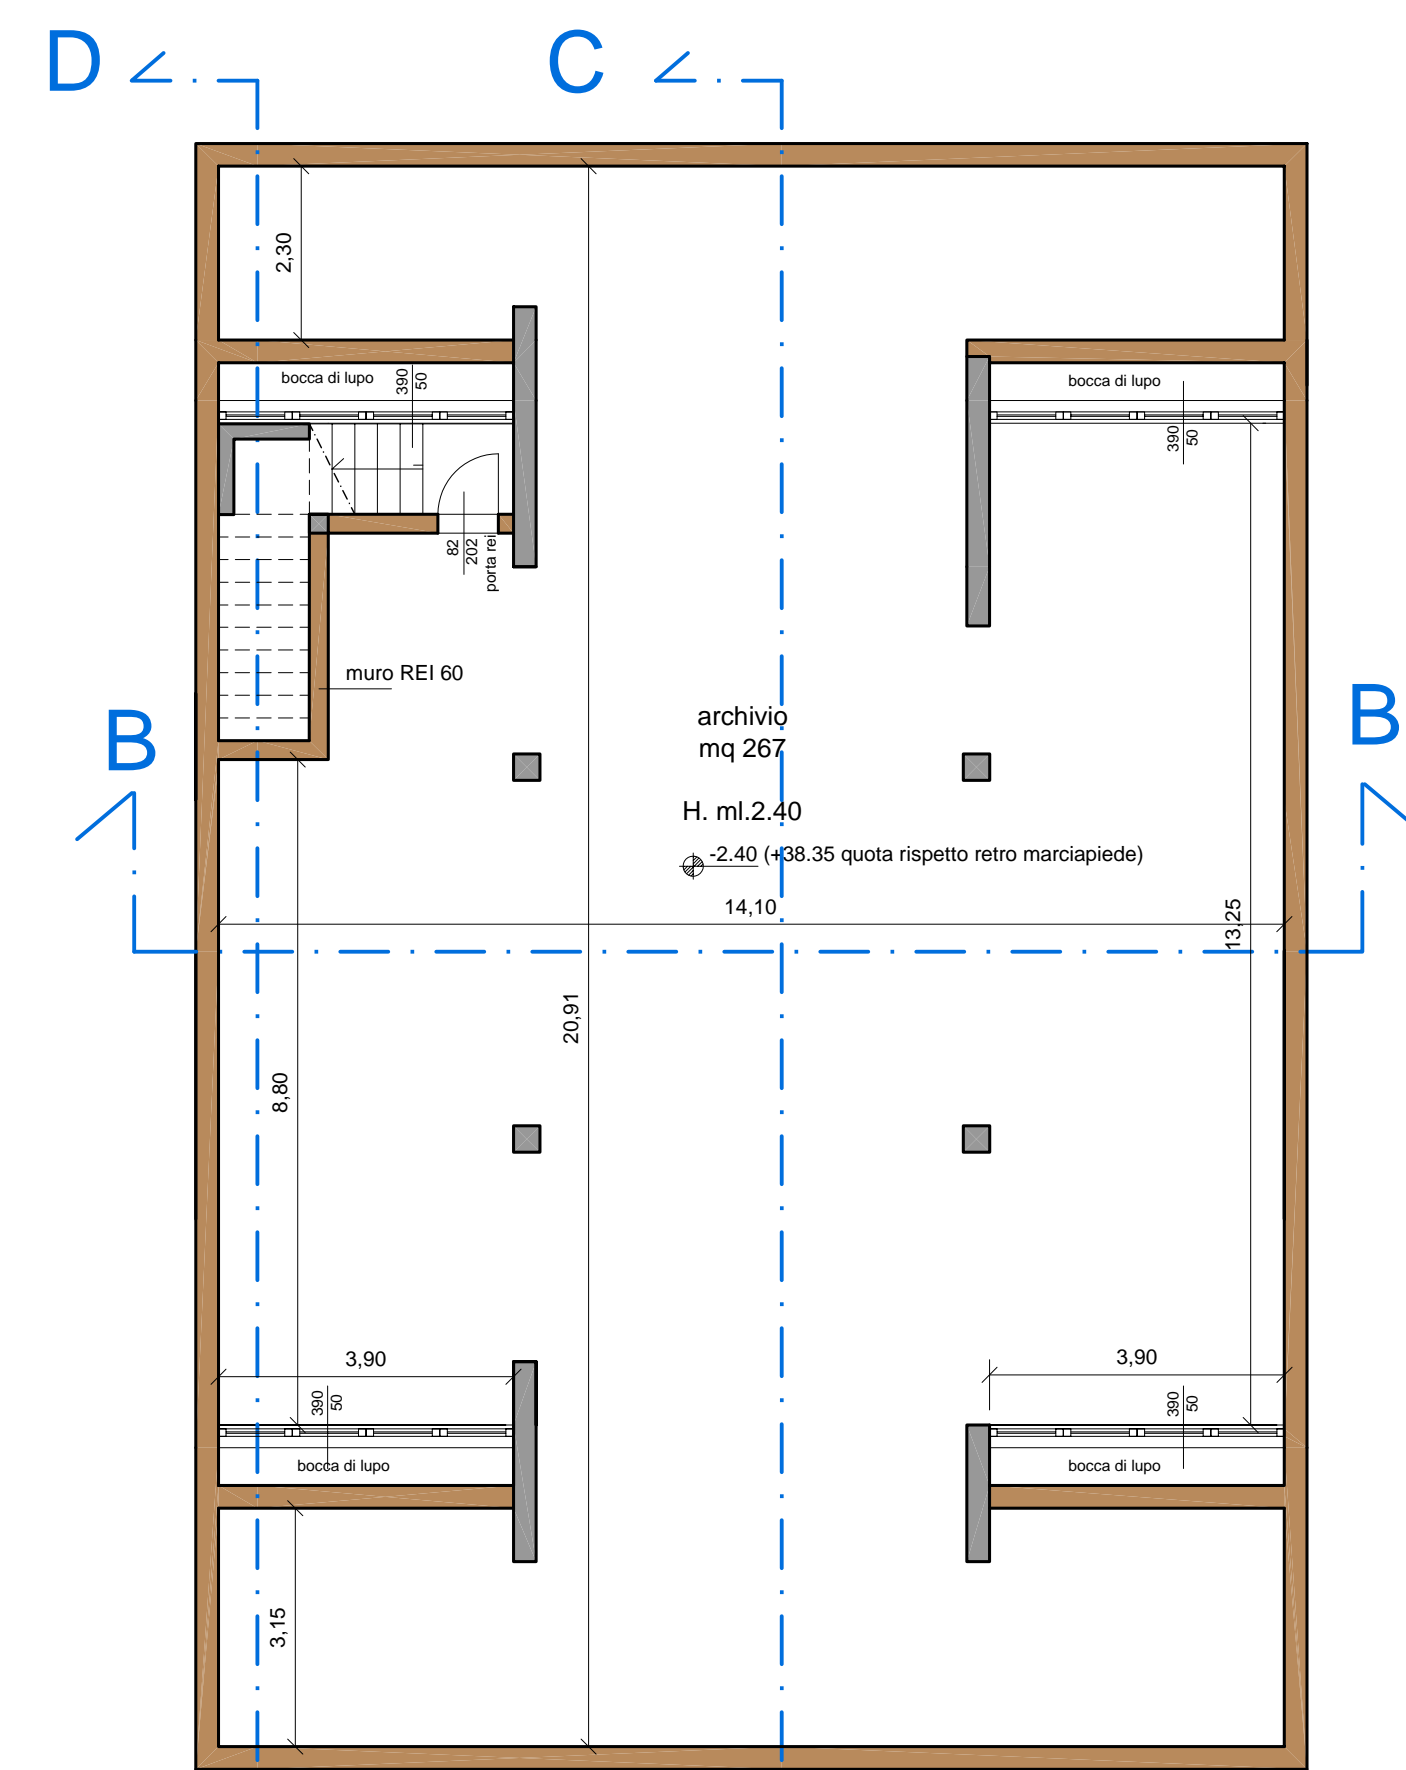 D
C
2,30
bocca di lupo
390
50
bocca di lupo
390
50
82
202
porta rei
muro REI 60
archivio
mq 267
B
B
H. ml.2.40
-2.40 (+38.35 quota rispetto retro marciapiede)
14,10
13,25
20,91
8,80
3,90
3,90
390
50
390
50
bocca di lupo
bocca di lupo
3,15